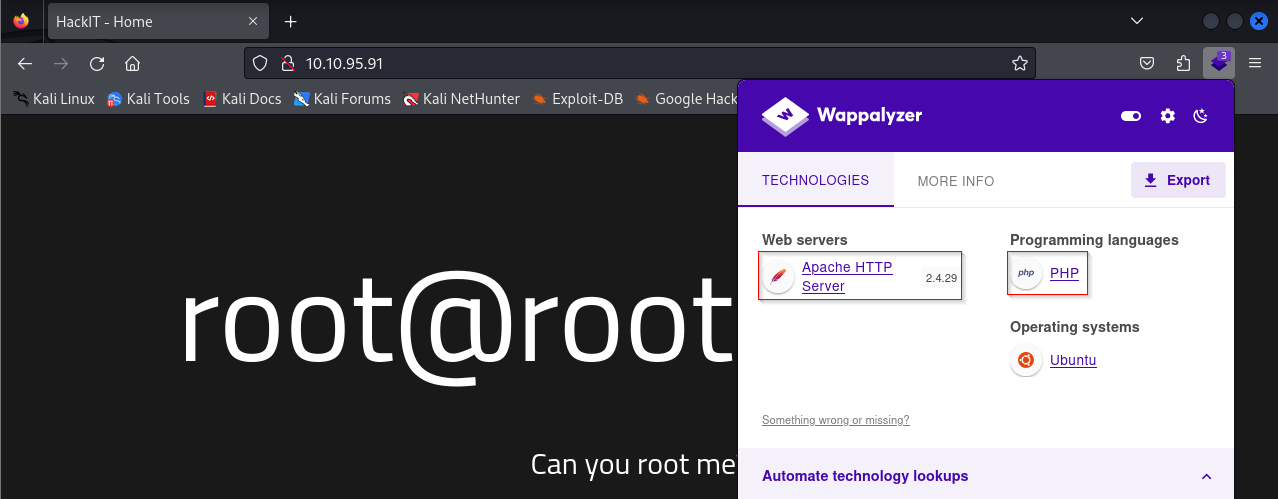 HackIT - Home
10.10.95.91
3
Kali Linux
Kali Tools
Kali Docs
Kali Forums
Kali NetHunter
Exploit-DB
Google Hack
Wappalyzer
TECHNOLOGIES
MORE INFO
Export
Web servers
Apache HTTP
Server
2.4.29
Programming languages
php
PHP
Operating systems
Ubuntu
Something wrong or missing?
Automate technology lookups
root@root
Can you root me